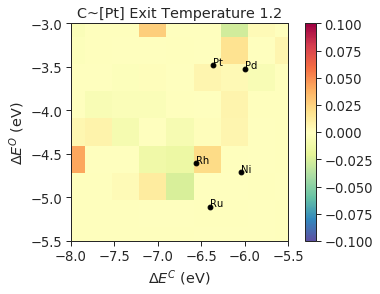 C~[Pt] Exit Temperature 1.2
−3.0
−3.5
−4.0
−4.5
−5.0
−5.5
ΔE^O (eV)
Pt
Pd
Rh
Ni
Ru
−8.0 −7.5 −7.0 −6.5 −6.0 −5.5
ΔE^C (eV)
0.100
0.075
0.050
0.025
0.000
−0.025
−0.050
−0.075
−0.100